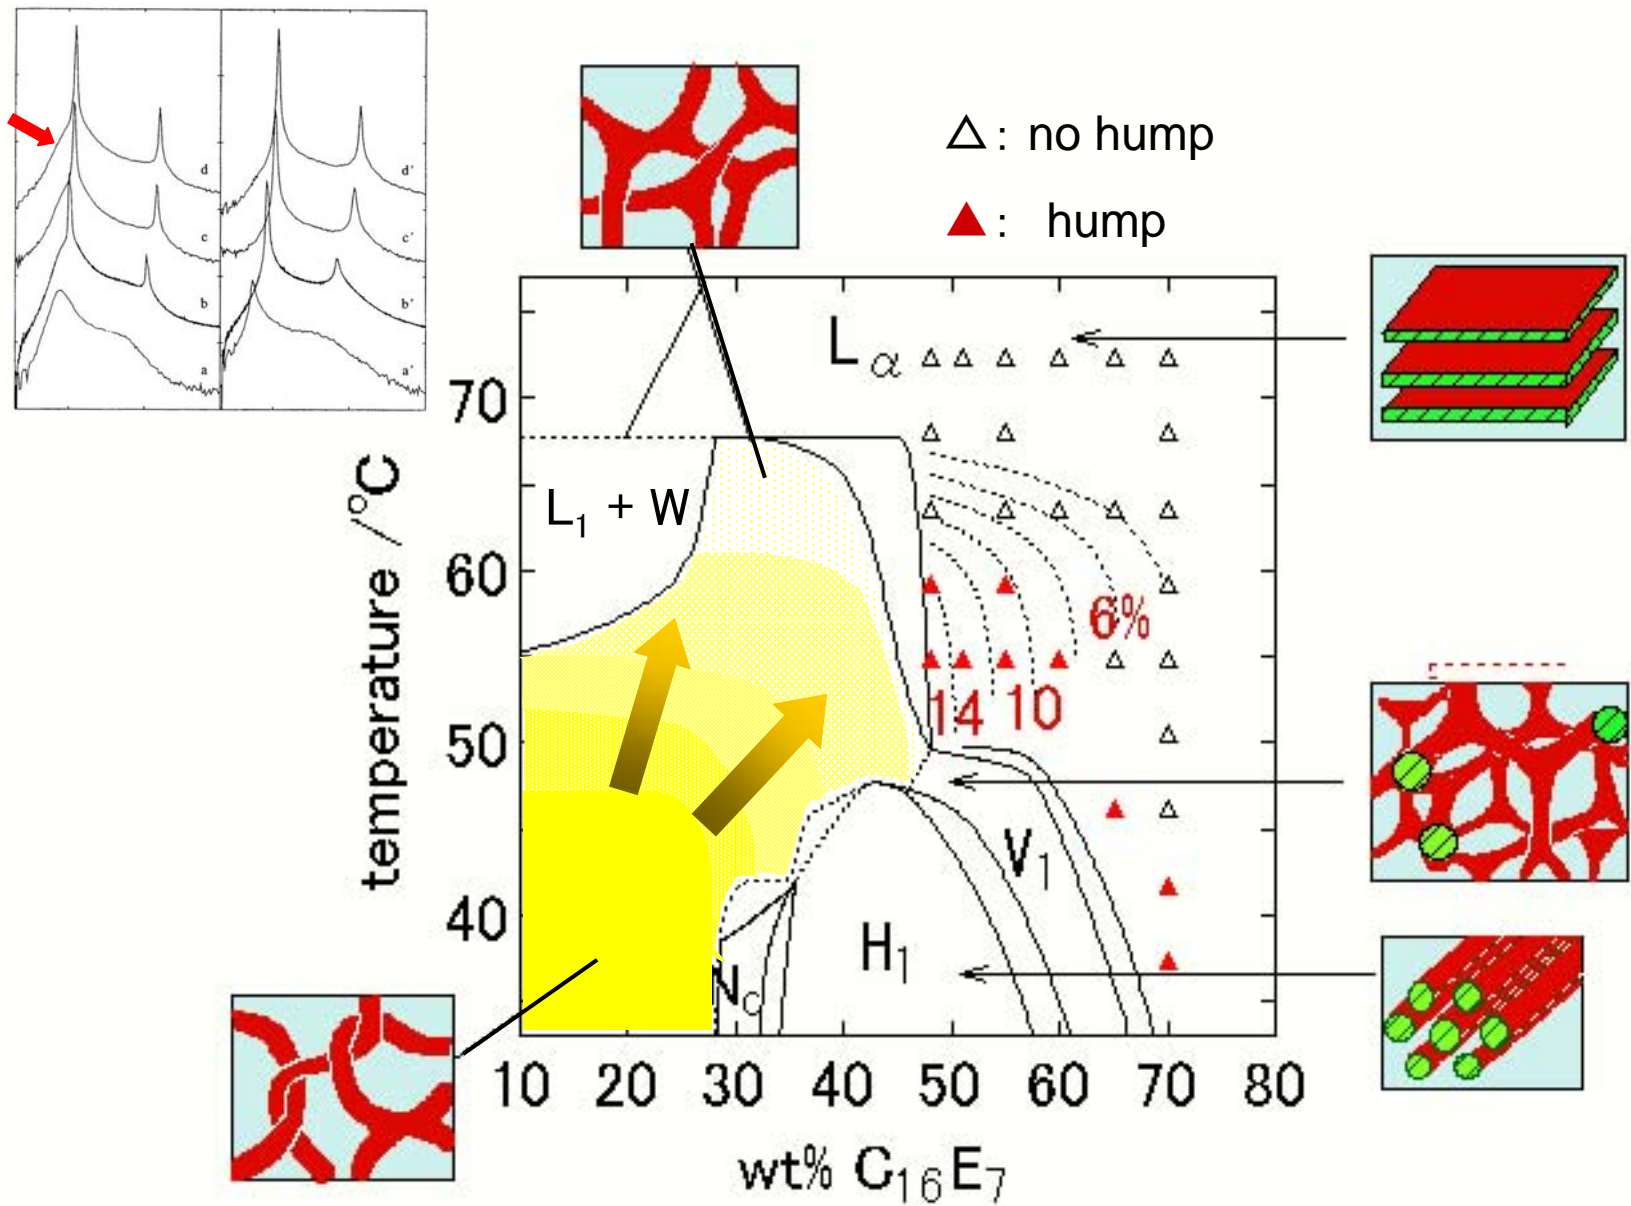 d
d'
c
c'
b
b'
a
a'
△ : no hump
▲ : hump
Lα
70
L₁ + W
60
6%
14
10
50
V₁
40
H₁
Nc
temperature /°C
10 20 30 40 50 60 70 80
wt% C₁₆E₇